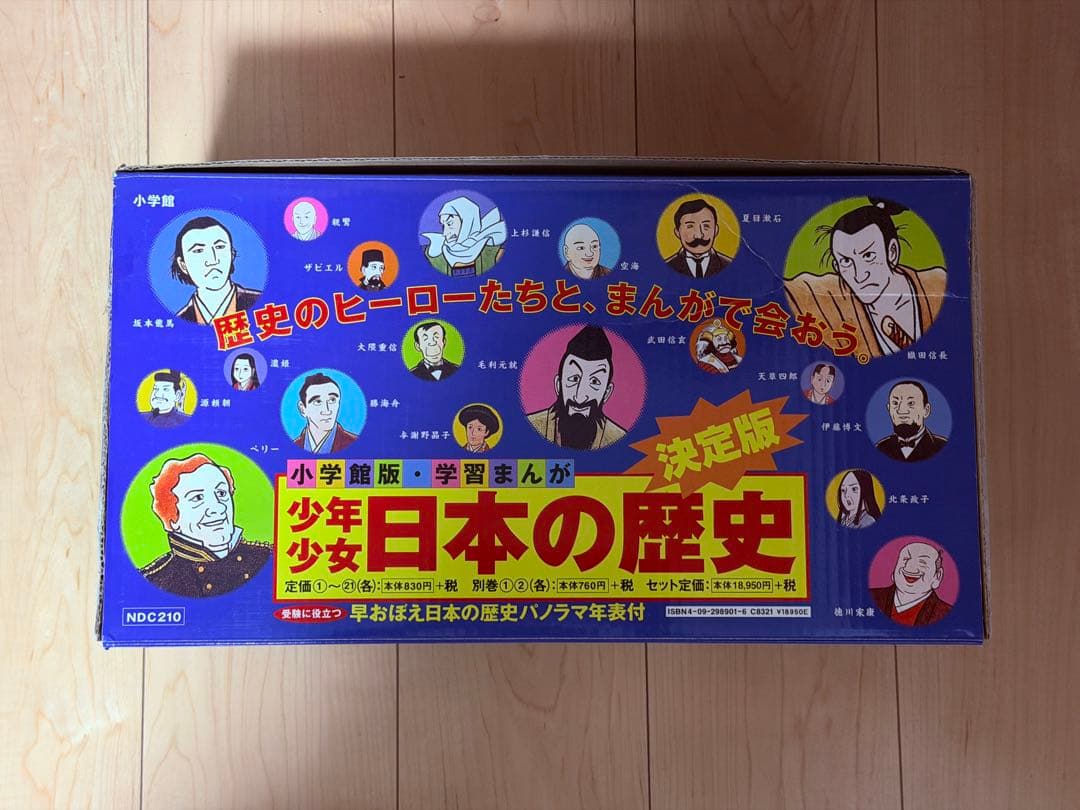 小学館
親鸞
上杉謙信
夏目漱石
ザビエル
空海
坂本龍馬
歴史のヒーローたちと、まんがで会おう。
大隈重信
毛利元就
武田信玄
織田信長
濃姫
天草四郎
源頼朝
勝海舟
与謝野晶子
伊藤博文
ペリー
決定版
小学館版・学習まんが
少年少女日本の歴史
北条政子
定価①〜㉑(各):本体830円+税 別巻①②(各):本体760円+税 セット定価:本体18,950円+税
徳川家康
NDC210
受験に役立つ 早おぼえ日本の歴史パノラマ年表付
ISBN4-09-298901-6 C8321 ¥18950E